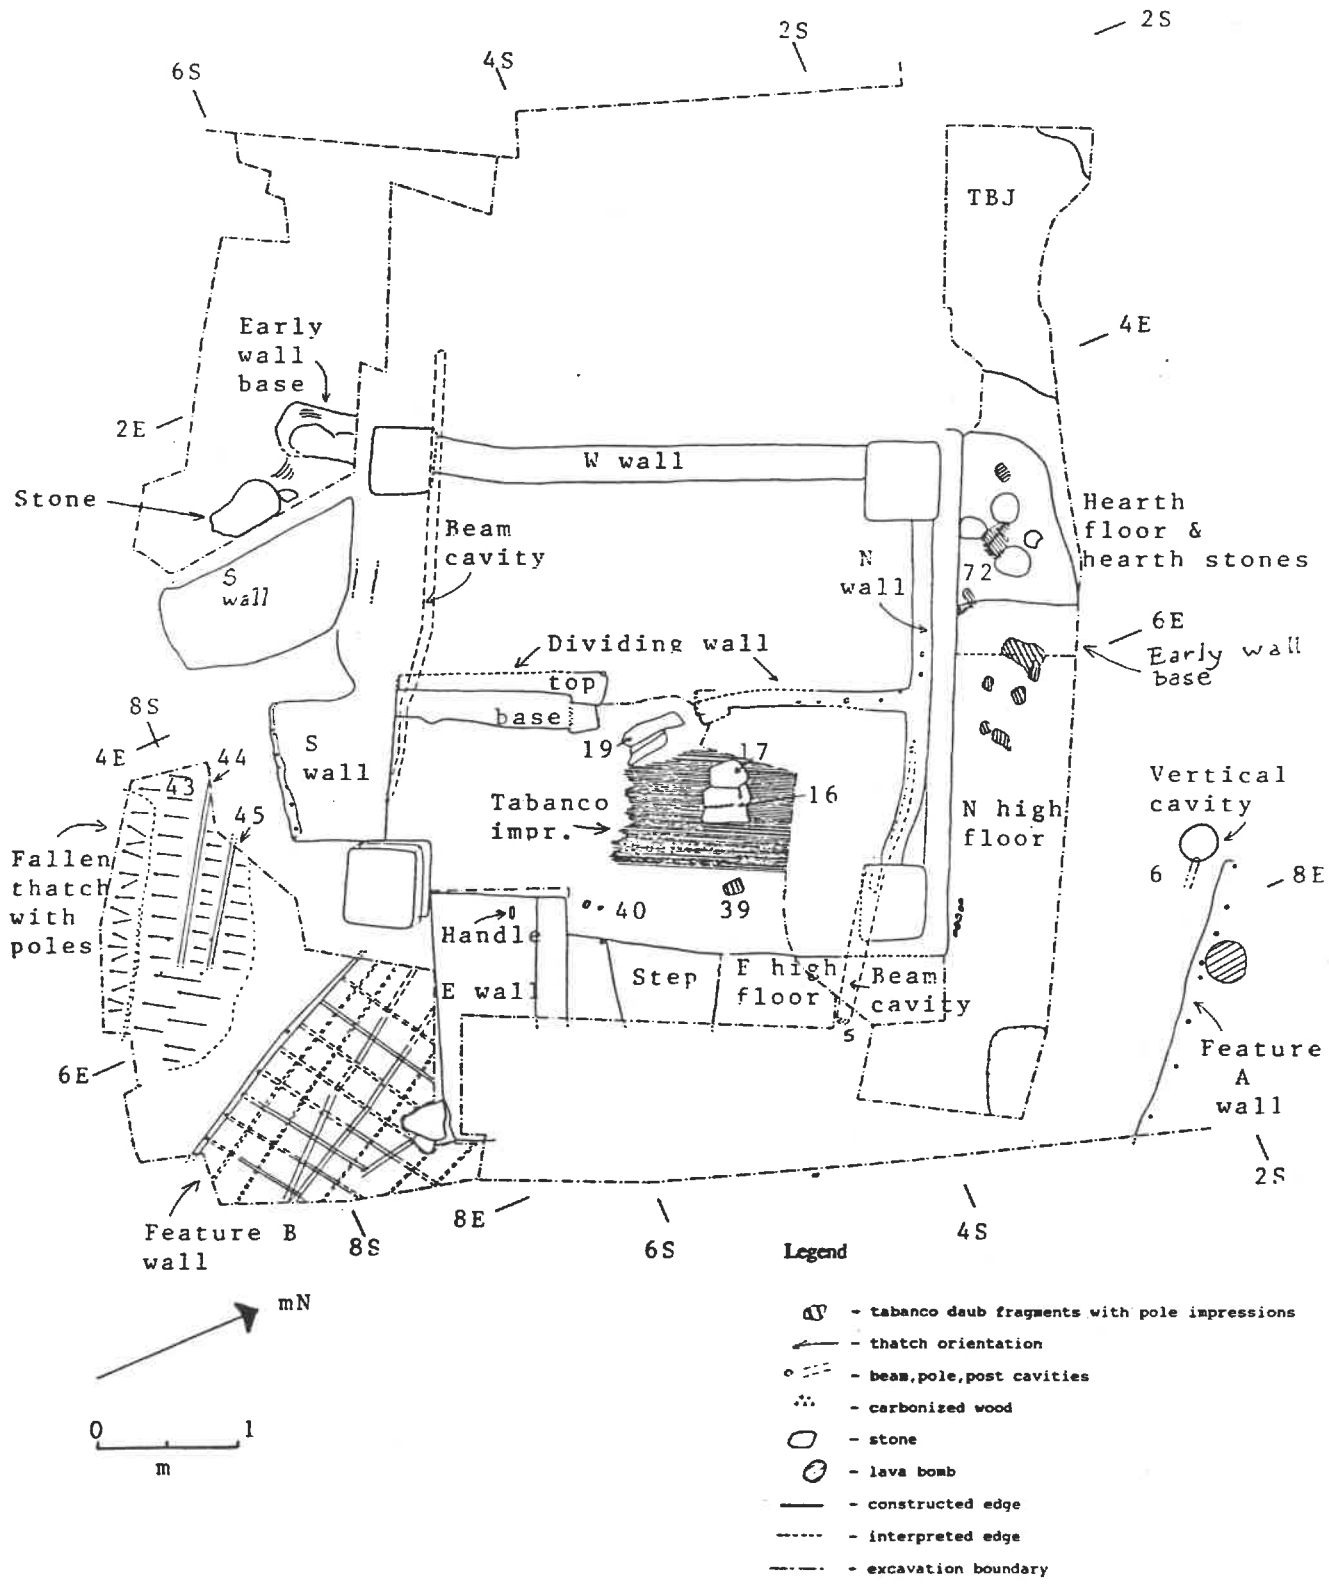 2S
2S
4S
6S
TBJ
4E
Early
wall
base
2E
W wall
Stone
Hearth
floor &
hearth stones
Beam
cavity
N
wall
S
wall
72
6E
Early wall
base
Dividing wall
top
base
8S
4E
44
43
S
wall
19
17
16
Vertical
cavity
45
Tabanco
impr.
N high
floor
Fallen
thatch
with
poles
6
8E
40
39
Handle
E wall
Step
E high
floor
Beam
cavity
5
Feature
A
wall
6E
2S
Feature B
wall
8S
8E
6S
4S
Legend
mN
- tabanco daub fragments with pole impressions
- thatch orientation
- beam,pole,post cavities
- carbonized wood
- stone
- lava bomb
- constructed edge
- interpreted edge
- excavation boundary
0 1
m